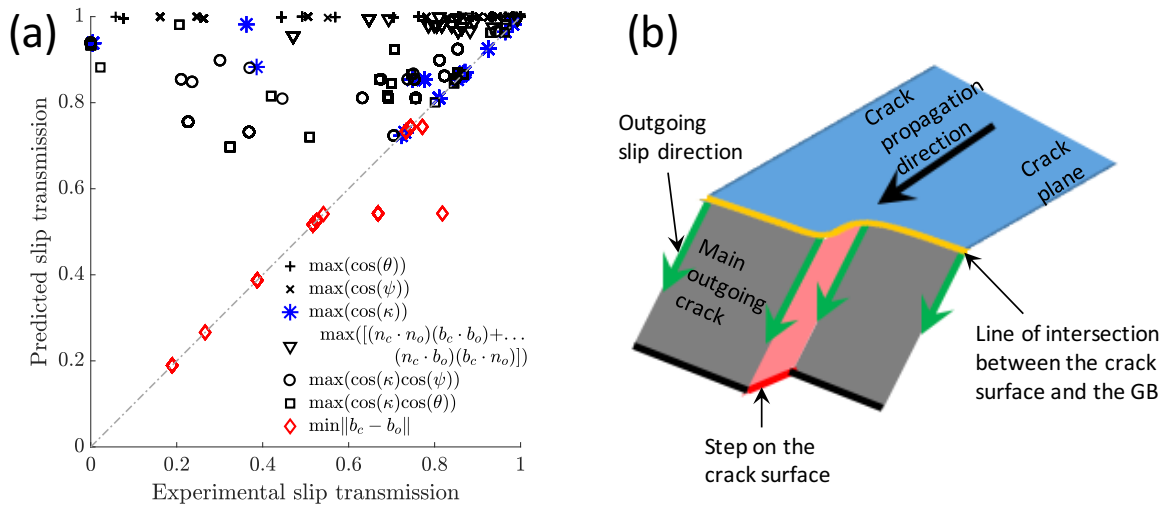 (a)
Predicted slip transmission
1
0.8
0.6
0.4
0.2
0
0
0.2
0.4
0.6
0.8
1
Experimental slip transmission
max(cos(θ))
max(cos(ψ))
max(cos(κ))
max([(n_c · n_o)(b_c · b_o)+...
(n_c · b_o)(b_c · n_o)])
max(cos(κ)cos(ψ))
max(cos(κ)cos(θ))
min||b_c − b_o||
(b)
Outgoing
slip direction
Crack
propagation
direction
Crack
plane
Main
outgoing
crack
Line of intersection
between the crack
surface and the GB
Step on the
crack surface